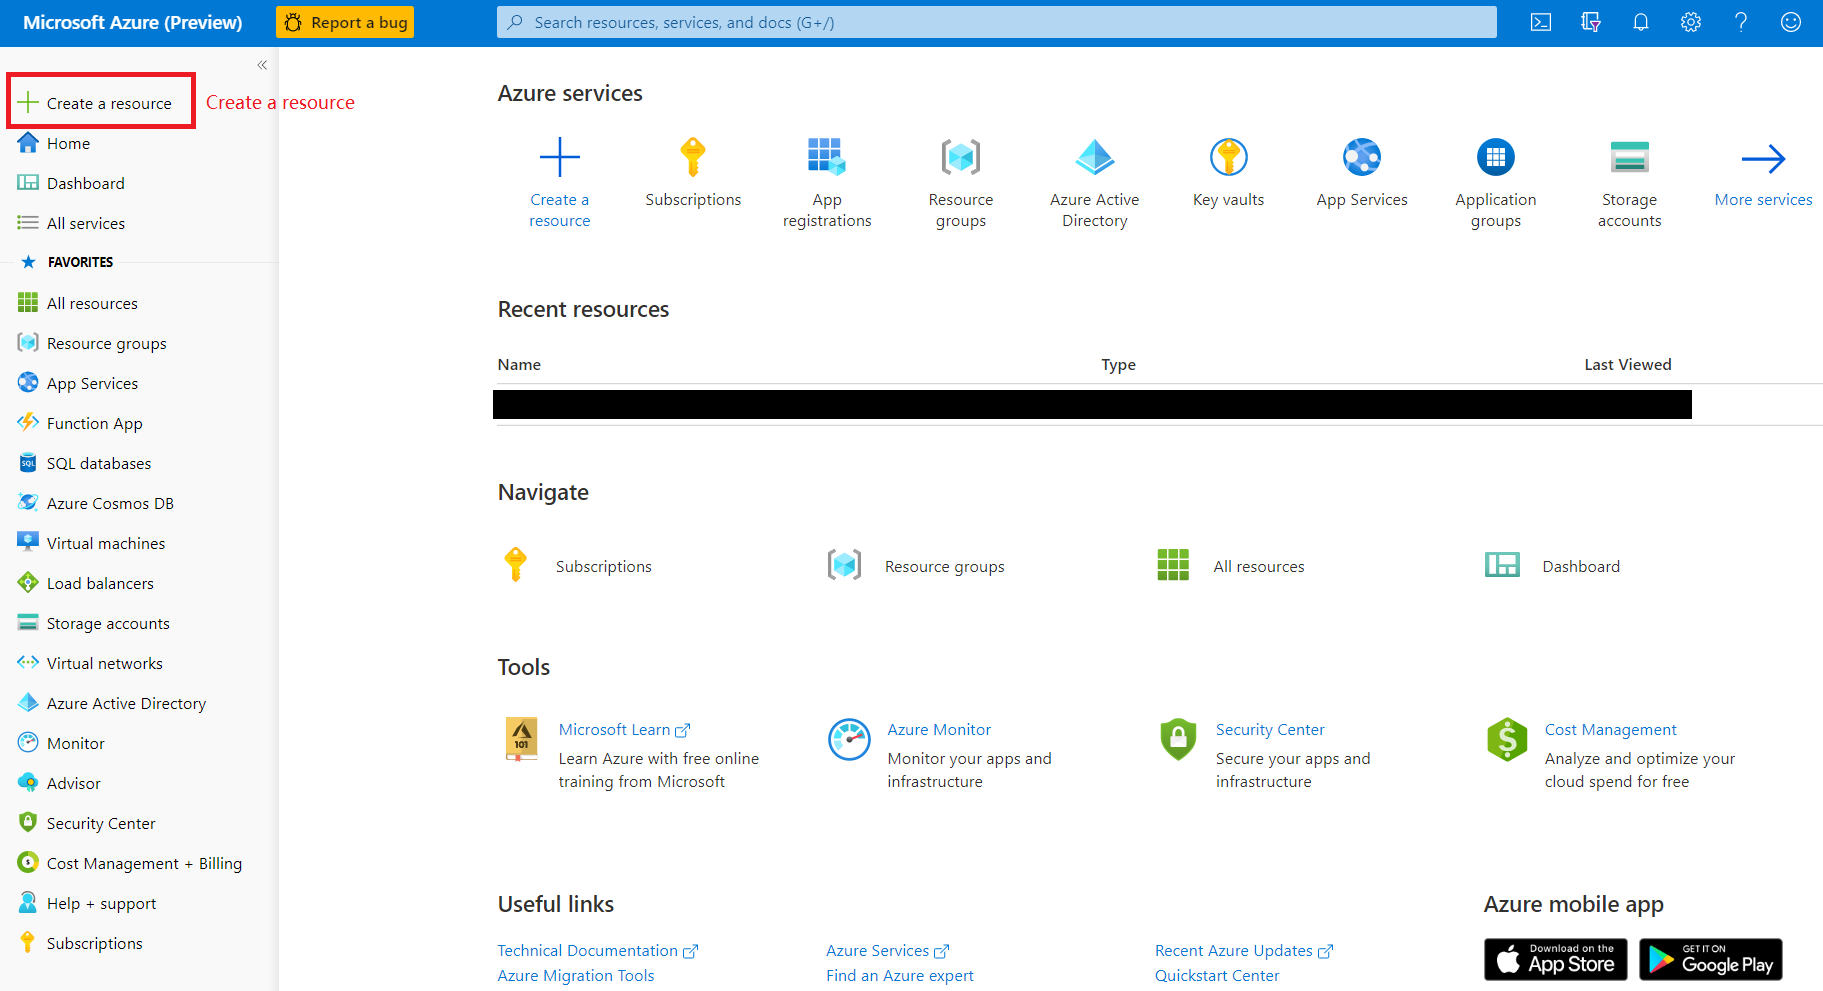 Microsoft Azure (Preview)
Report a bug
Search resources, services, and docs (G+/)
Create a resource
Create a resource
Home
Dashboard
All services
FAVORITES
All resources
Resource groups
App Services
Function App
SQL
SQL databases
Azure Cosmos DB
Virtual machines
Load balancers
Storage accounts
Virtual networks
Azure Active Directory
Monitor
Advisor
Security Center
Cost Management + Billing
Help + support
Subscriptions
Azure services
Create a
resource
Subscriptions
App
registrations
Resource
groups
Azure Active
Directory
Key vaults
App Services
Application
groups
Storage
accounts
More services
Recent resources
Name Type Last Viewed
Navigate
Subscriptions
Resource groups
All resources
Dashboard
Tools
101
Microsoft Learn
Learn Azure with free online
training from Microsoft
Azure Monitor
Monitor your apps and
infrastructure
Security Center
Secure your apps and
infrastructure
Cost Management
Analyze and optimize your
cloud spend for free
Useful links
Technical Documentation
Azure Migration Tools
Azure Services
Find an Azure expert
Recent Azure Updates
Quickstart Center
Azure mobile app
Download on the
App Store
GET IT ON
Google Play